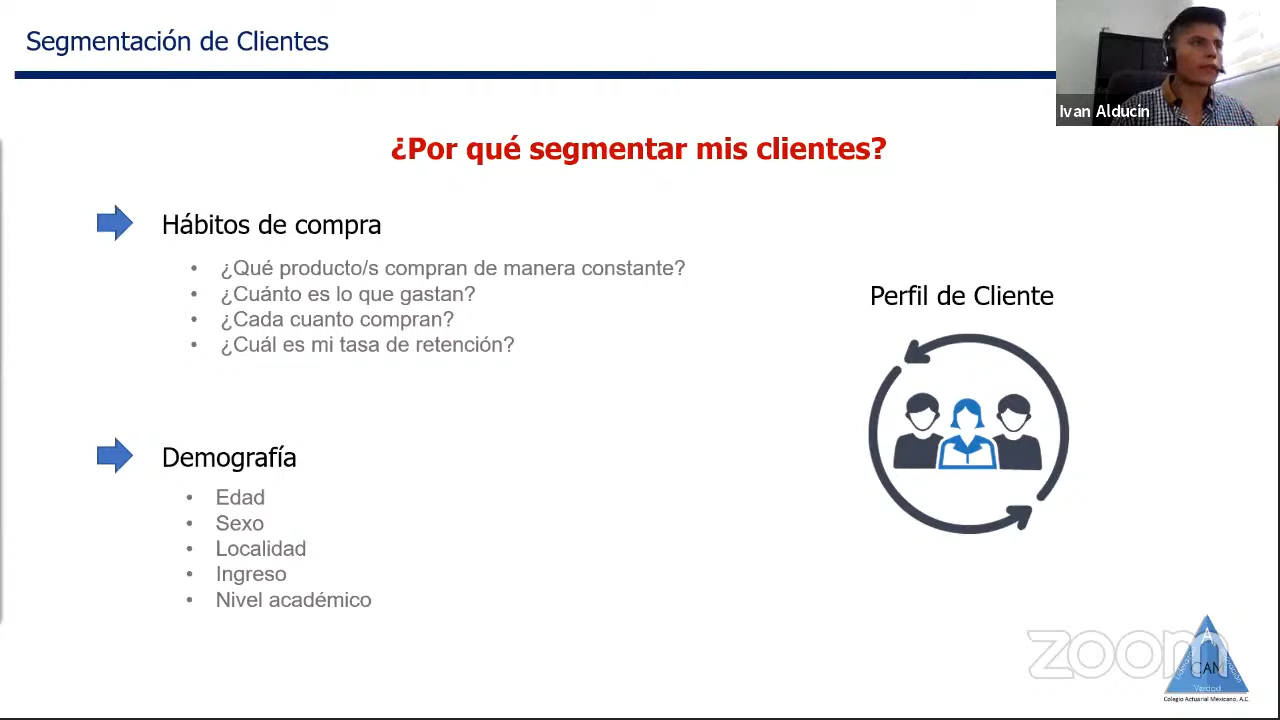 Segmentación de Clientes
Ivan Alducin
¿Por qué segmentar mis clientes?
Hábitos de compra
• ¿Qué producto/s compran de manera constante?
• ¿Cuánto es lo que gastan?
• ¿Cada cuanto compran?
• ¿Cuál es mi tasa de retención?
Perfil de Cliente
Demografía
• Edad
• Sexo
• Localidad
• Ingreso
• Nivel académico
zoom
CAM
Verdad
Colegio Actuarial Mexicano, A.C.